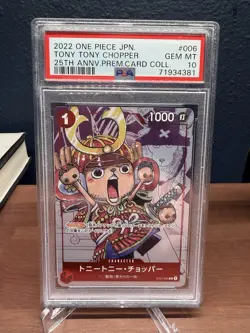 2022 ONE PIECE JPN. #006
TONY TONY CHOPPER GEM MT
25TH ANNV.PREM.CARD COLL. 10
PSA 71934381
1 1000
CHARACTER
トニートニー・チョッパー